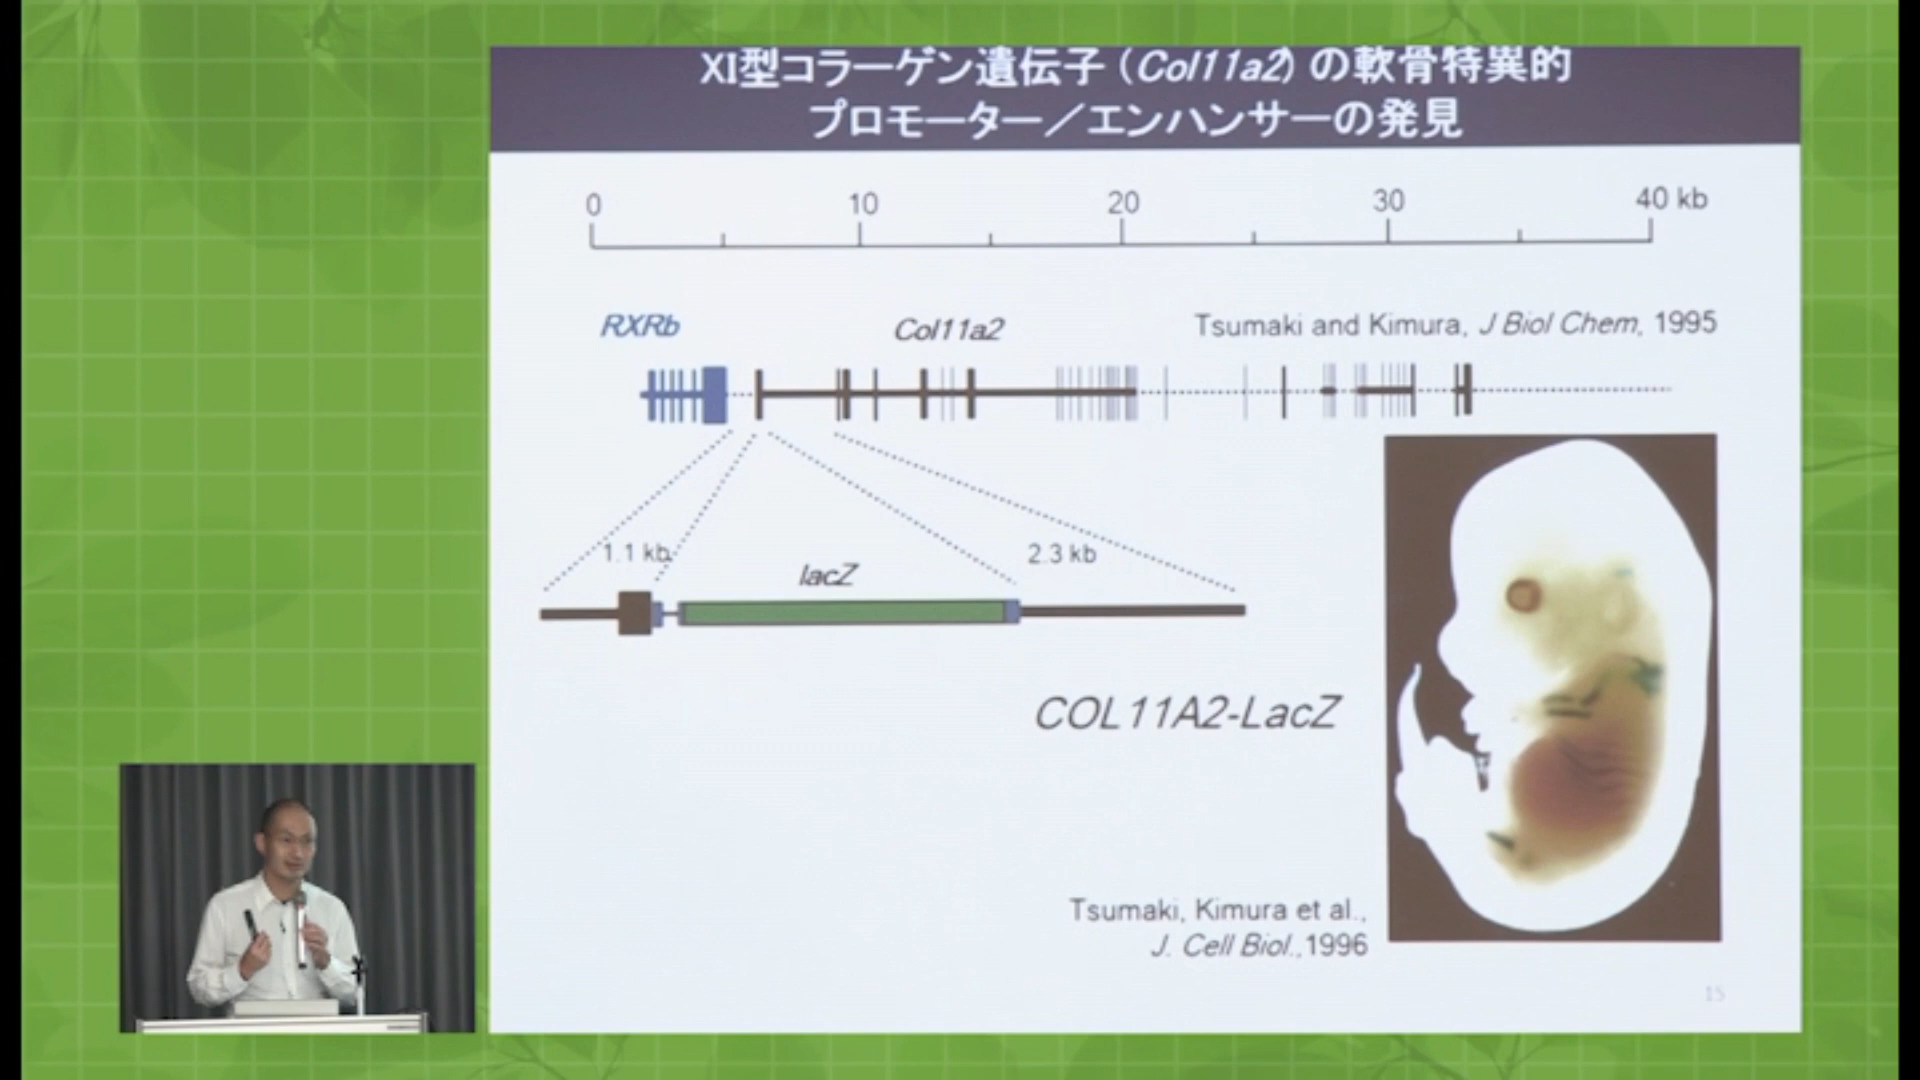 XI型コラーゲン遺伝子（Col11a2）の軟骨特異的
プロモーター／エンハンサーの発見
0 10 20 30 40 kb
RXRb Col11a2 Tsumaki and Kimura, J Biol Chem, 1995
1.1 kb 2.3 kb
lacZ
COL11A2-LacZ
Tsumaki, Kimura et al.,
J. Cell Biol.,1996
15